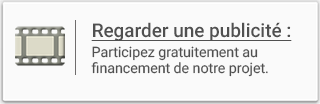 Regarder une publicité :
Participez gratuitement au
financement de notre projet.